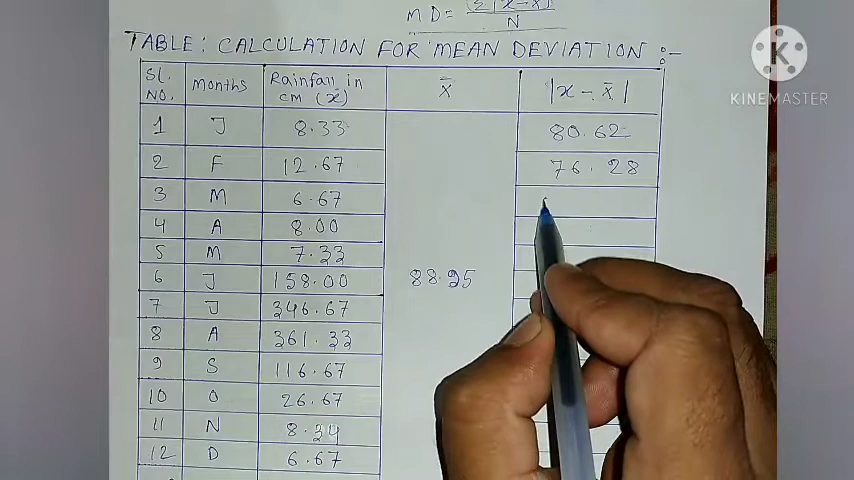 MD = Σ|x-x̄| / N
TABLE: CALCULATION FOR MEAN DEVIATION :-
Sl. NO. Months Rainfall in cm (x) x̄ |x - x̄|
1 J 8.33 80.62
2 F 12.67 76.28
3 M 6.67
4 A 8.00
5 M 7.33
6 J 158.00 88.95
7 J 346.67
8 A 361.33
9 S 116.67
10 O 26.67
11 N 8.34
12 D 6.67
KINEMASTER